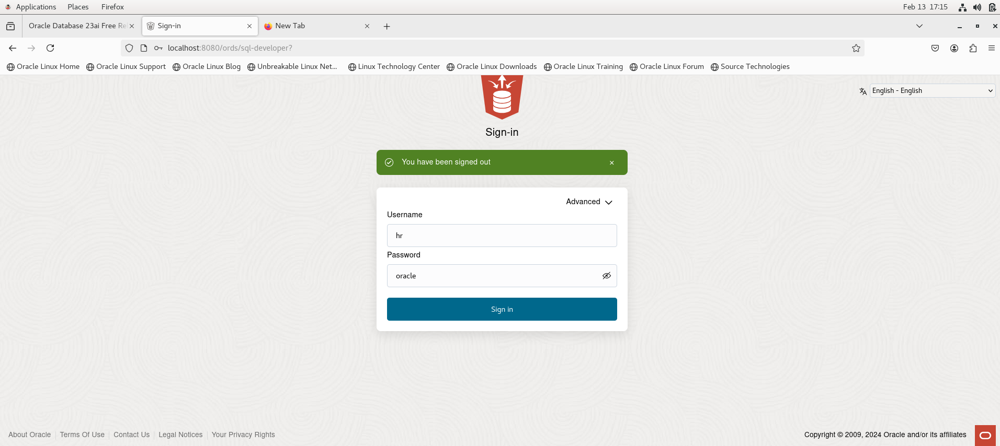 Applications Places Firefox Feb 13 17:15
Oracle Database 23ai Free Re Sign-in New Tab
localhost:8080/ords/sql-developer?
Oracle Linux Home Oracle Linux Support Oracle Linux Blog Unbreakable Linux Net... Linux Technology Center Oracle Linux Downloads Oracle Linux Training Oracle Linux Forum Source Technologies
English - English
Sign-in
You have been signed out
Advanced
Username
hr
Password
oracle
Sign in
About Oracle Terms Of Use Contact Us Legal Notices Your Privacy Rights Copyright © 2009, 2024 Oracle and/or its affiliates